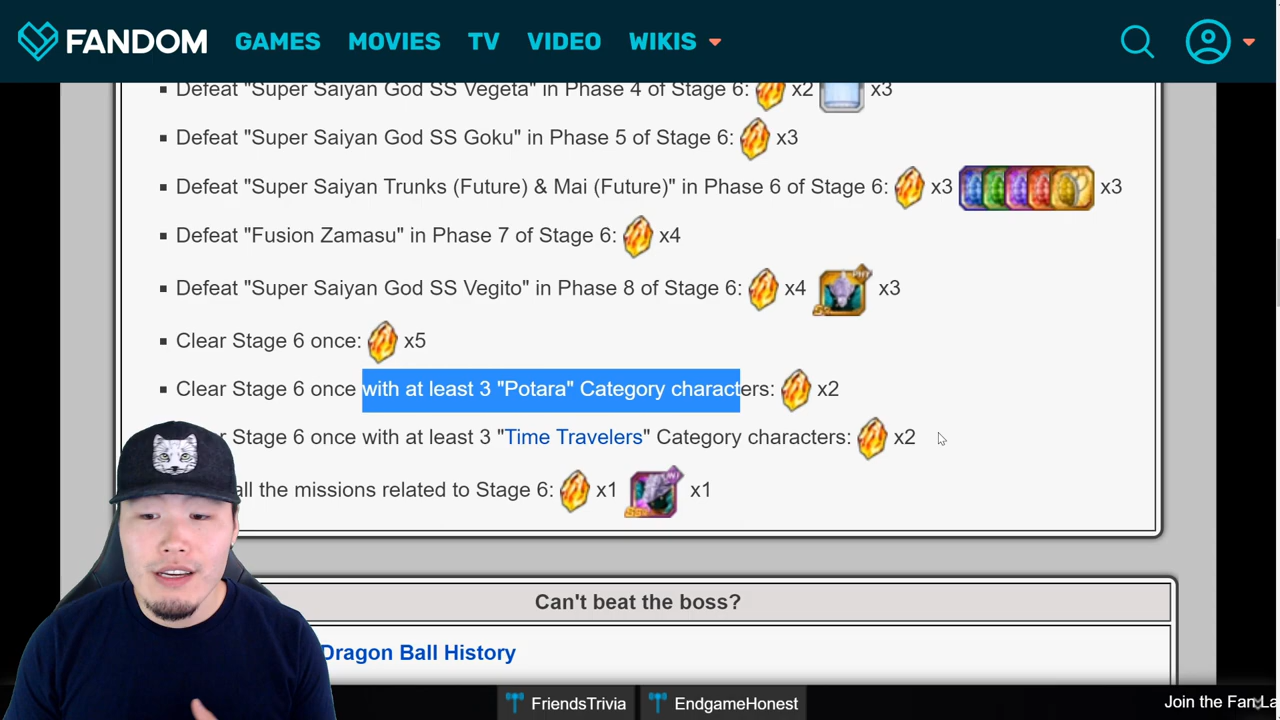 FANDOM GAMES MOVIES TV VIDEO WIKIS
Defeat "Super Saiyan God SS Vegeta" in Phase 4 of Stage 6: x2 x3
Defeat "Super Saiyan God SS Goku" in Phase 5 of Stage 6: x3
Defeat "Super Saiyan Trunks (Future) & Mai (Future)" in Phase 6 of Stage 6: x3 x3
Defeat "Fusion Zamasu" in Phase 7 of Stage 6: x4
Defeat "Super Saiyan God SS Vegito" in Phase 8 of Stage 6: x4 x3
Clear Stage 6 once: x5
Clear Stage 6 once with at least 3 "Potara" Category characters: x2
Stage 6 once with at least 3 "Time Travelers" Category characters: x2
all the missions related to Stage 6: x1 x1
Can't beat the boss?
Dragon Ball History
FriendsTrivia EndgameHonest Join the Fan